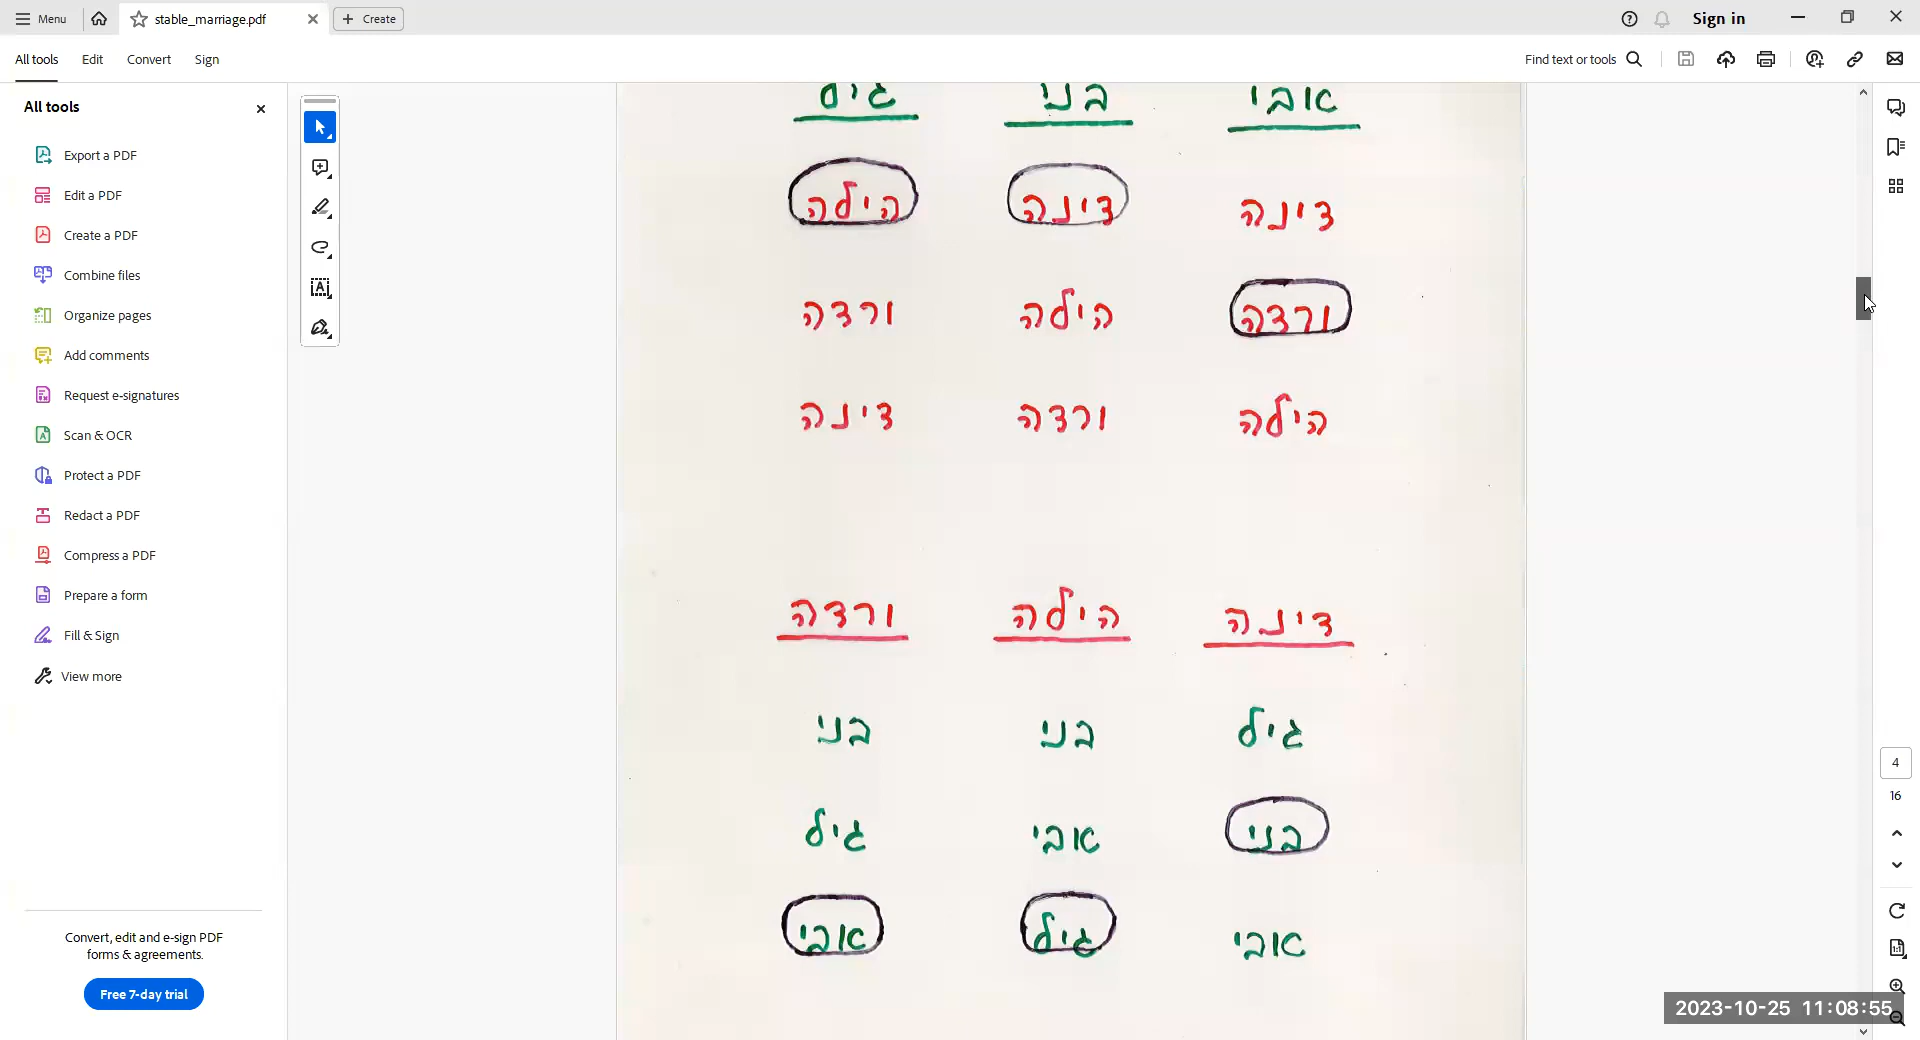 Menu
stable_marriage.pdf
Create
Sign in
All tools
Edit
Convert
Sign
Find text or tools
All tools
Export a PDF
Edit a PDF
Create a PDF
Combine files
Organize pages
Add comments
Request e-signatures
Scan & OCR
Protect a PDF
Redact a PDF
Compress a PDF
Prepare a form
Fill & Sign
View more
Convert, edit and e-sign PDF
forms & agreements.
Free 7-day trial
אבי בני גיל
דינה דינה הילה
ורדה הילה ורדה
הילה ורדה דינה
דינה הילה ורדה
גיל בני בני
בני אבי גיל
אבי גיל אבי
4
16
2023-10-25 11:08:55